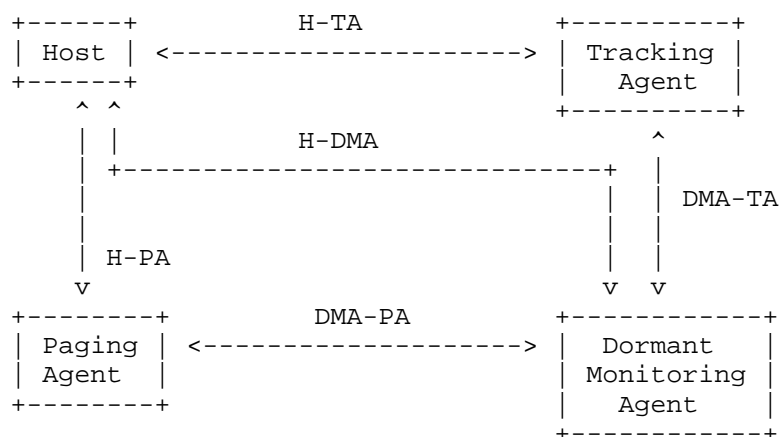 H-TA
Host
Tracking
Agent
H-DMA
DMA-TA
H-PA
DMA-PA
Paging
Agent
Dormant
Monitoring
Agent